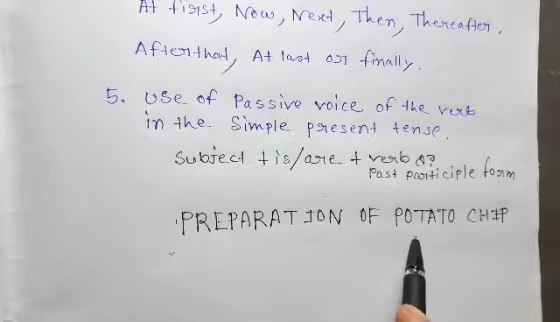 At first, Now, Next, Then, Thereafter,
After that, At last or finally.
5. Use of Passive voice of the verb
in the Simple present tense.
Subject + is/are + verb
Past participle form
PREPARATION OF POTATO CHIP